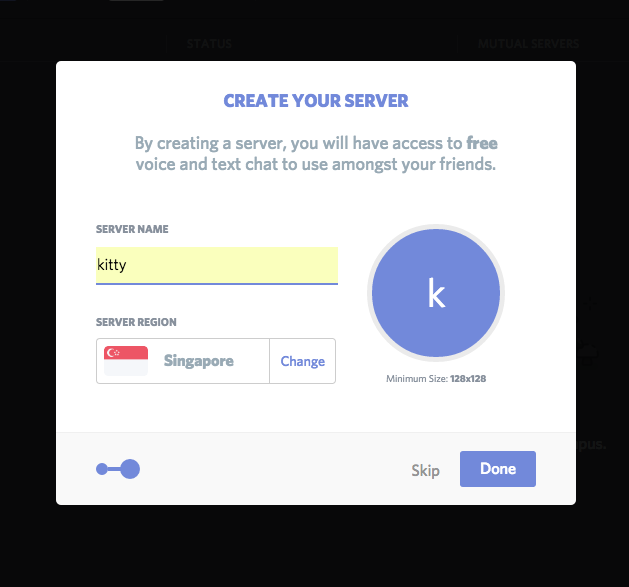 STATUS
MUTUAL SERVERS
CREATE YOUR SERVER
By creating a server, you will have access to free
voice and text chat to use amongst your friends.
SERVER NAME
kitty
k
SERVER REGION
Singapore
Change
Minimum Size: 128x128
Skip
Done